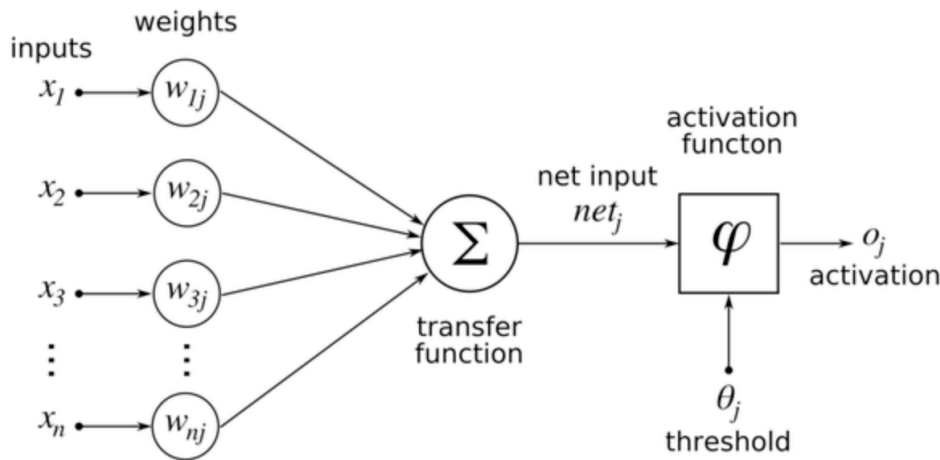 weights
inputs
x₁
w₁ⱼ
activation
functon
x₂
w₂ⱼ
net input
netⱼ
Σ
φ
oⱼ
activation
x₃
w₃ⱼ
transfer
function
⋮
⋮
θⱼ
threshold
xₙ
wₙⱼ